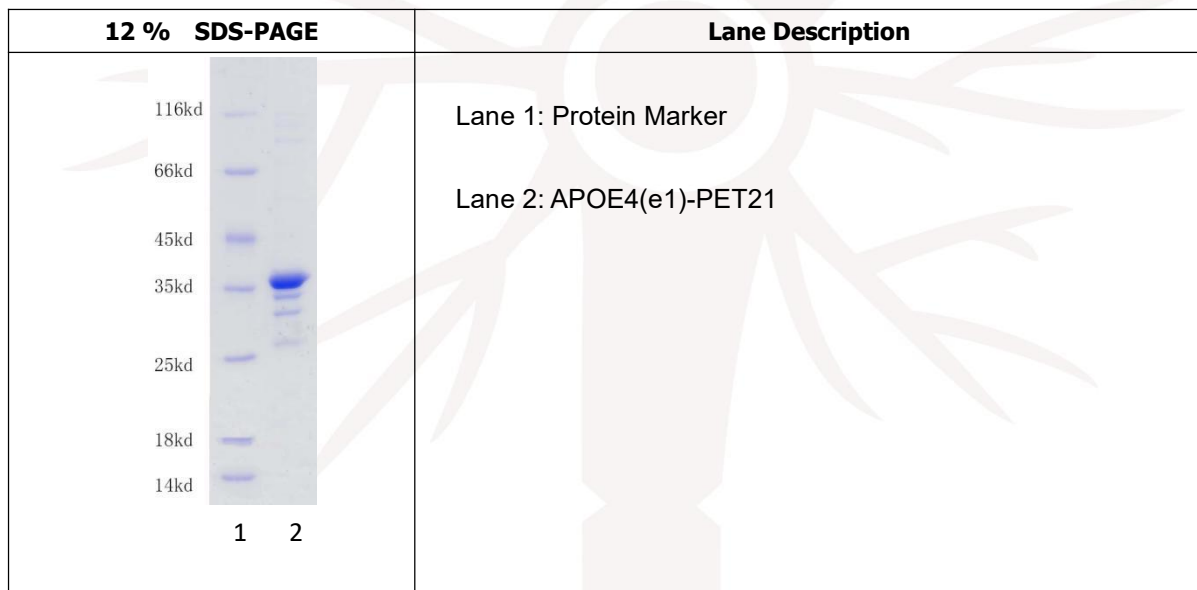 12 % SDS-PAGE
Lane Description
116kd
66kd
45kd
35kd
25kd
18kd
14kd
1 2
Lane 1: Protein Marker
Lane 2: APOE4(e1)-PET21